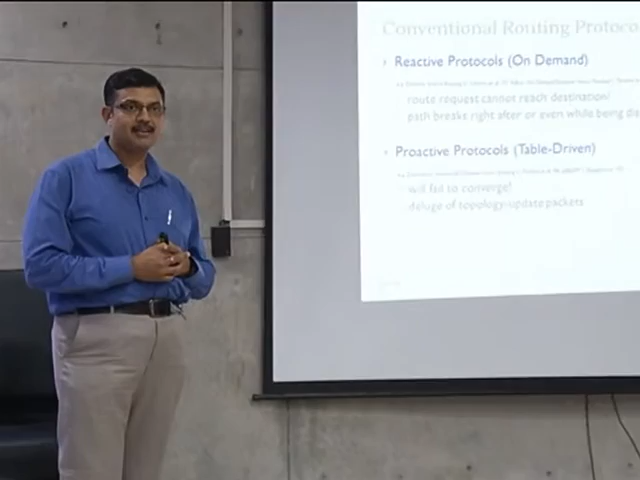 Conventional Routing Protoco
Reactive Protocols (On Demand)
route request cannot reach destination/
path breaks right after or even while being dis
Proactive Protocols (Table-Driven)
will fail to converge!
deluge of topology-update packets